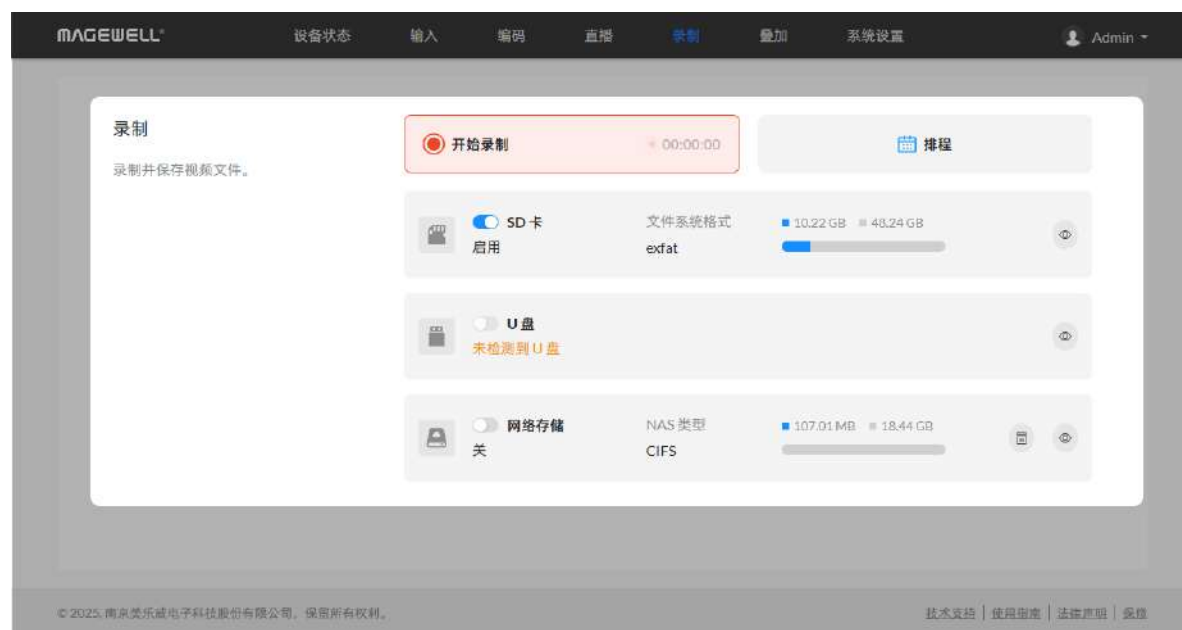 MAGEWELL® 设备状态 输入 编码 直播 录制 叠加 系统设置 Admin
录制
录制并保存视频文件。
开始录制 00:00:00 排程
SD 卡 文件系统格式 10.22 GB 48.24 GB
启用 exfat
U 盘
未检测到 U 盘
网络存储 NAS 类型 107.01 MB 18.44 GB
关 CIFS
© 2025, 南京美乐威电子科技股份有限公司。保留所有权利。 技术支持 | 使用指南 | 法律声明 | 保修